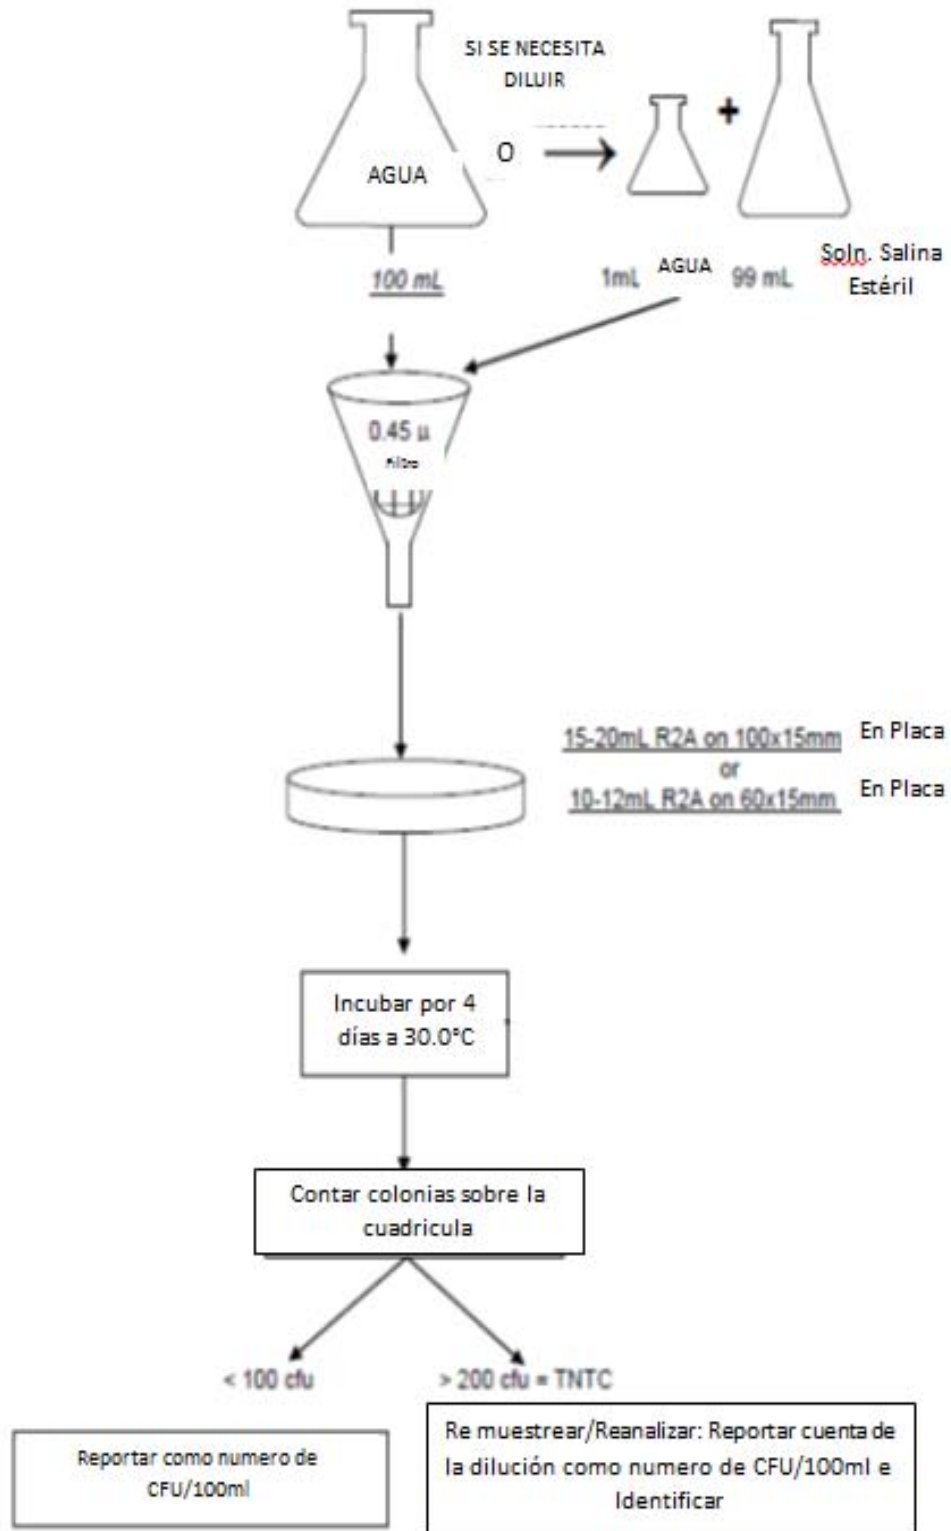 SI SE NECESITA
DILUIR
AGUA
O
+
100 mL
1mL
AGUA
99 mL
Soln. Salina
Estéril
0.45 µ
Filtro
15-20mL R2A on 100x15mm En Placa
or
10-12mL R2A on 60x15mm En Placa
Incubar por 4
días a 30.0°C
Contar colonias sobre la
cuadricula
< 100 cfu
> 200 cfu = TNTC
Reportar como numero de
CFU/100ml
Re muestrear/Reanalizar: Reportar cuenta de
la dilución como numero de CFU/100ml e
Identificar